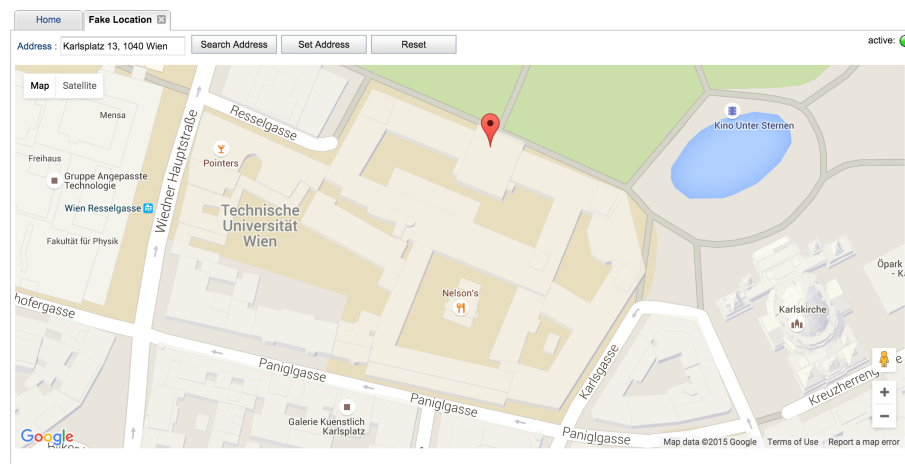 Home
Fake Location
Address : Karlsplatz 13, 1040 Wien
Search Address
Set Address
Reset
active:
Map
Satellite
Mensa
Resselgasse
Kino Unter Sternen
Wiedner Hauptstraße
Pointers
Freihaus
Gruppe Angepasste
Technologie
Wien Resselgasse
Technische
Universität
Wien
Fakultät für Physik
Öpark
- K
Nelson's
hofergasse
Karlskirche
Paniglgasse
Karlsgasse
Kreuzherreng
Paniglgasse
Galerie Kuenstlich
Karlsplatz
Paniglgasse
Google
Map data ©2015 Google
Terms of Use
Report a map error